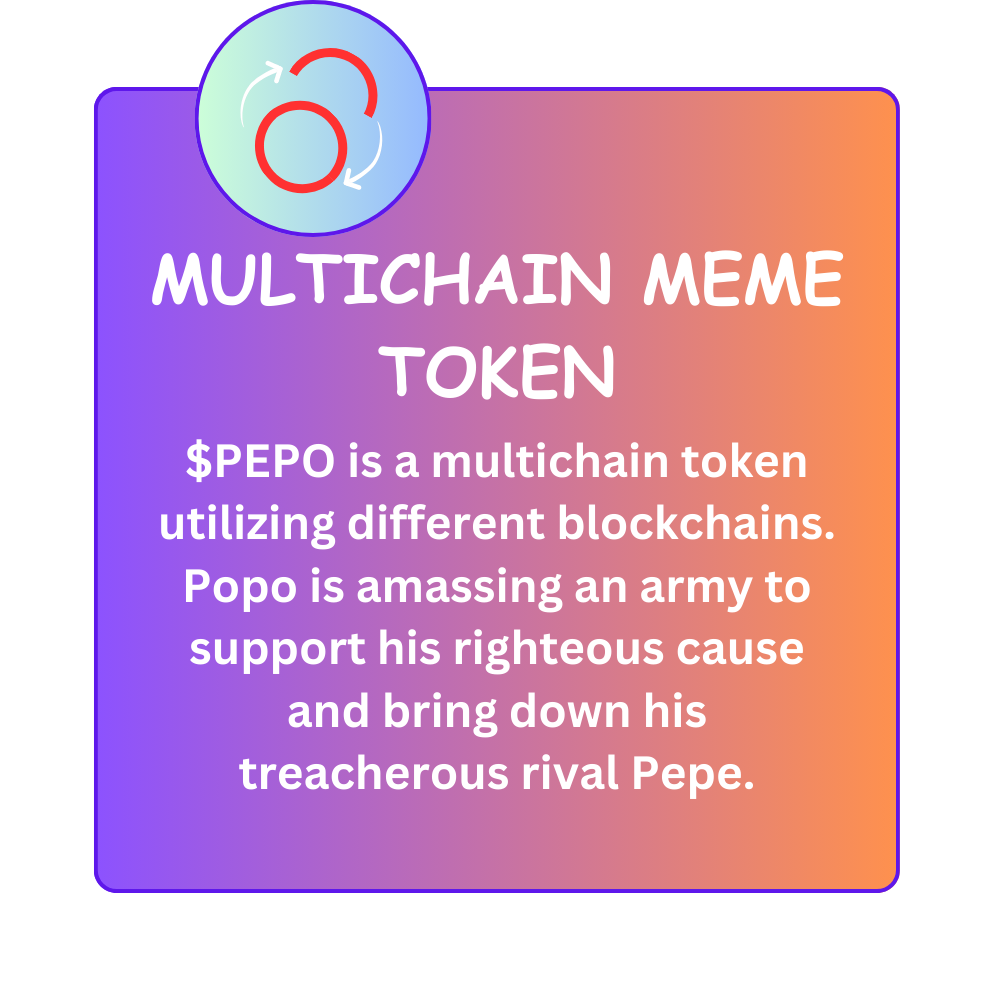 MULTICHAIN MEME
TOKEN
$PEPO is a multichain token
utilizing different blockchains.
Popo is amassing an army to
support his righteous cause
and bring down his
treacherous rival Pepe.